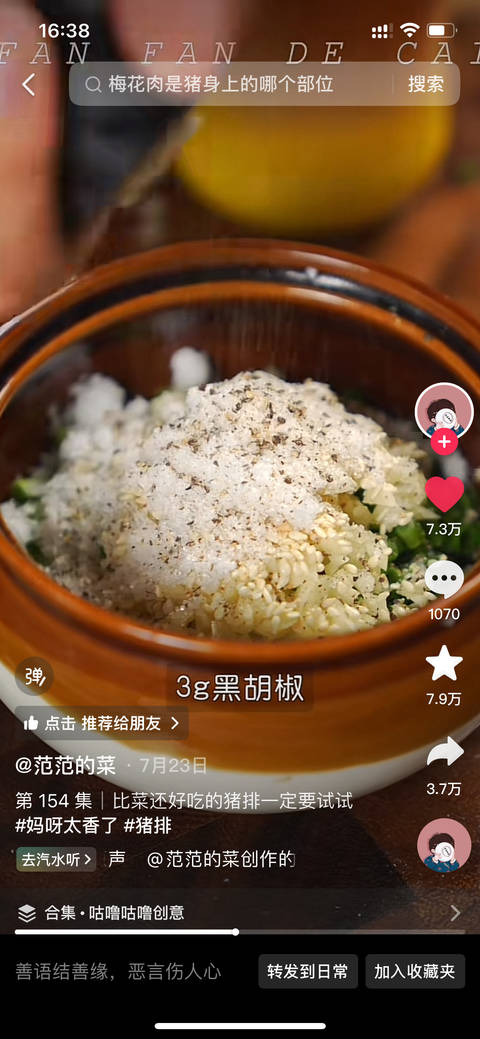 16:38
FAN FAN DE CAI
梅花肉是猪身上的哪个部位 搜索
7.3万
1070
弹
3g黑胡椒
7.9万
点击 推荐给朋友
@范范的菜 · 7月23日
3.7万
第 154 集｜比菜还好吃的猪排一定要试试
#妈呀太香了 #猪排
去汽水听 声 @范范的菜创作的
合集 · 咕噜咕噜创意
善语结善缘，恶言伤人心 转发到日常 加入收藏夹